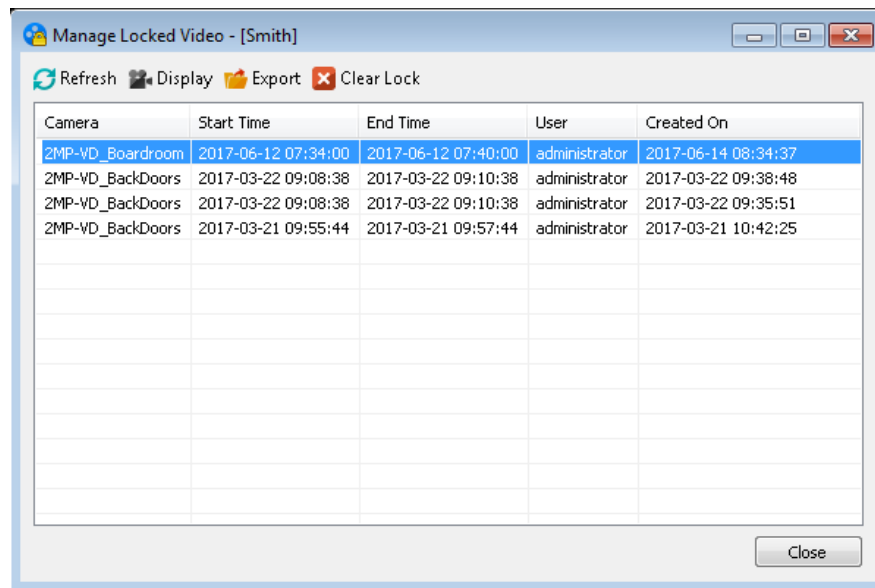 Manage Locked Video - [Smith]
Refresh Display Export Clear Lock
Camera Start Time End Time User Created On
2MP-VD_Boardroom 2017-06-12 07:34:00 2017-06-12 07:40:00 administrator 2017-06-14 08:34:37
2MP-VD_BackDoors 2017-03-22 09:08:38 2017-03-22 09:10:38 administrator 2017-03-22 09:38:48
2MP-VD_BackDoors 2017-03-22 09:08:38 2017-03-22 09:10:38 administrator 2017-03-22 09:35:51
2MP-VD_BackDoors 2017-03-21 09:55:44 2017-03-21 09:57:44 administrator 2017-03-21 10:42:25
Close